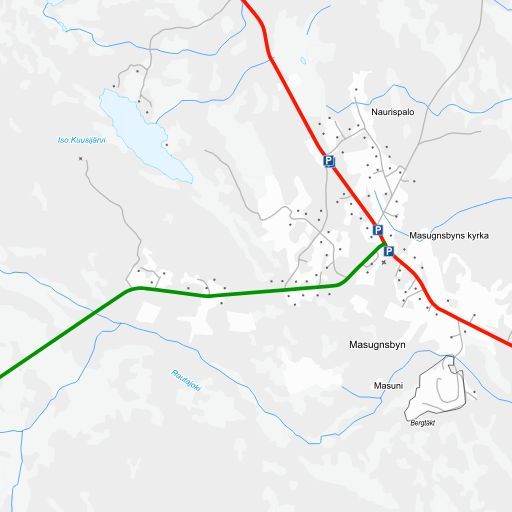 Naurispalo
Iso Kuusijärvi
P
P
Masugnsbyns kyrka
P
Masugnsbyn
Rautajoki
Masuni
Bergtäkt